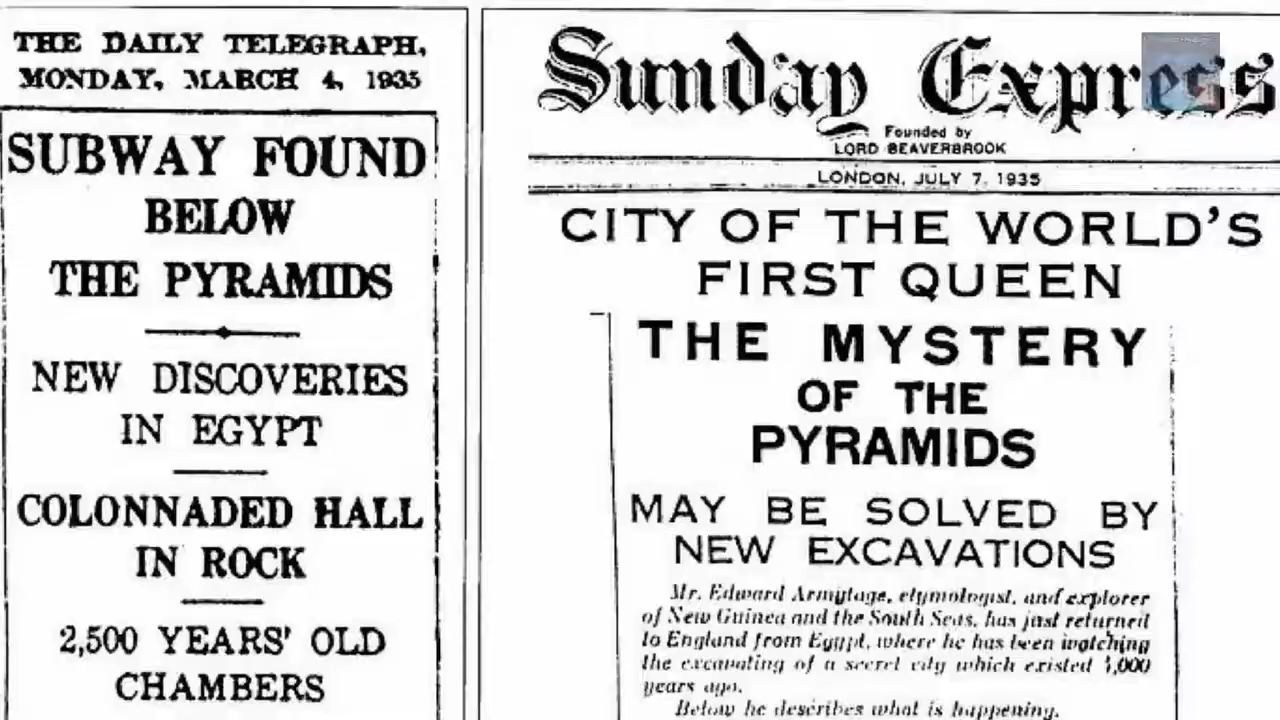 THE DAILY TELEGRAPH,
MONDAY, MARCH 4, 1935
SUBWAY FOUND
BELOW
THE PYRAMIDS
NEW DISCOVERIES
IN EGYPT
COLONNADED HALL
IN ROCK
2,500 YEARS' OLD
CHAMBERS
Sunday Express
Founded by
LORD BEAVERBROOK
LONDON, JULY 7, 1935
CITY OF THE WORLD'S
FIRST QUEEN
THE MYSTERY
OF THE
PYRAMIDS
MAY BE SOLVED BY
NEW EXCAVATIONS
Mr. Edward Armytage, etymologist, and explorer
of New Guinea and the South Seas, has just returned
to England from Egypt, where he has been watching
the excavating of a secret city which existed
years ago.
Below he describes what is happening.